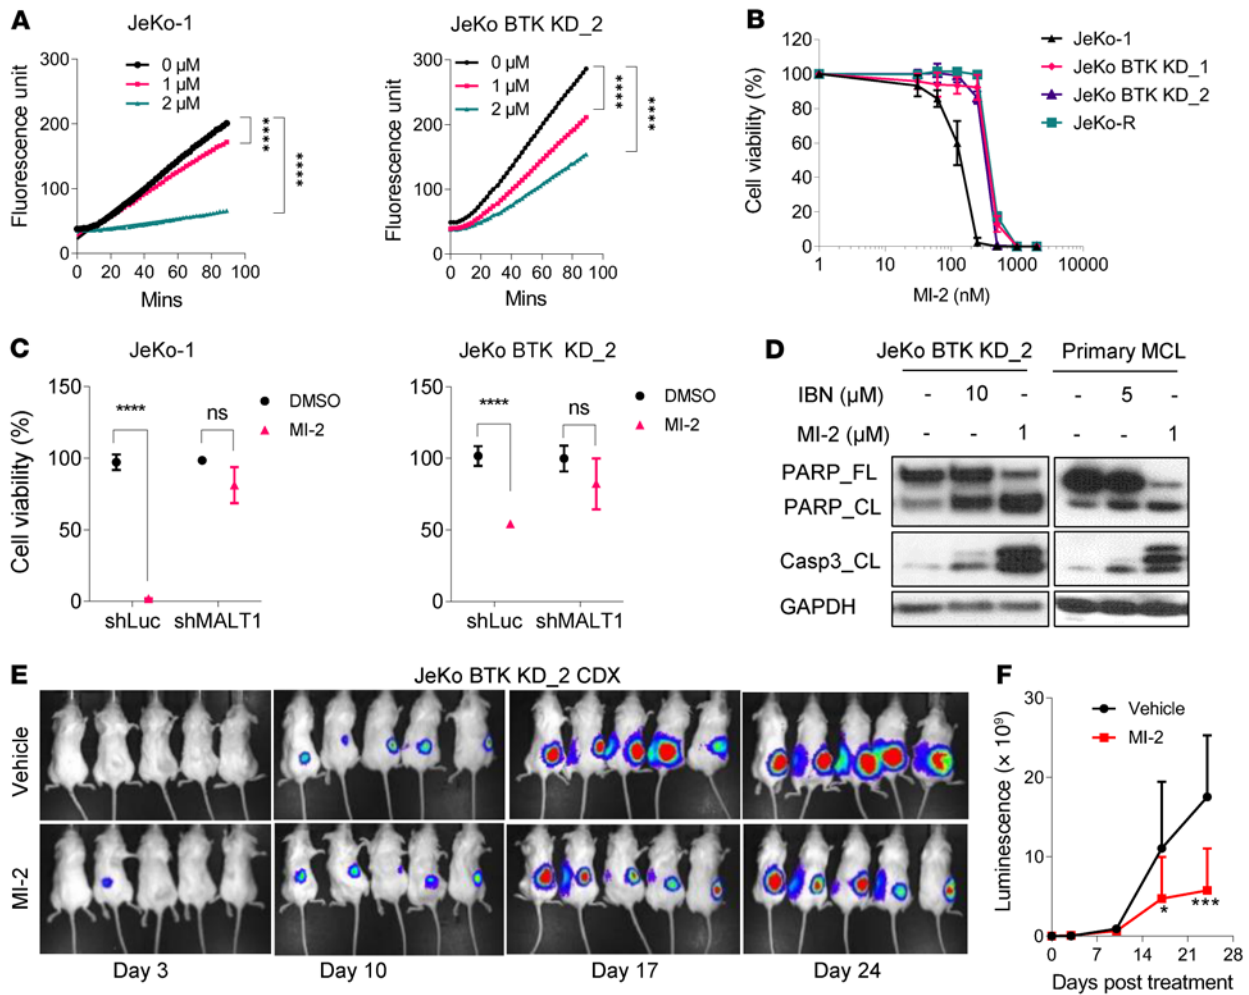 A
JeKo-1
Fluorescence unit
300
200
100
0
0 µM
1 µM
2 µM
****
****
0 20 40 60 80 100
Mins
JeKo BTK KD_2
Fluorescence unit
300
200
100
0
0 µM
1 µM
2 µM
****
****
0 20 40 60 80 100
Mins
B
Cell viability (%)
120
100
80
60
40
20
0
1 10 100 1000 10000
MI-2 (nM)
JeKo-1
JeKo BTK KD_1
JeKo BTK KD_2
JeKo-R
C
JeKo-1
Cell viability (%)
150
100
50
0
**** ns
DMSO
MI-2
shLuc shMALT1
JeKo BTK KD_2
150
100
50
0
**** ns
DMSO
MI-2
shLuc shMALT1
D
JeKo BTK KD_2 Primary MCL
IBN (µM) - 10 - - 5 -
MI-2 (µM) - - 1 - - 1
PARP_FL
PARP_CL
Casp3_CL
GAPDH
E
JeKo BTK KD_2 CDX
Vehicle
MI-2
Day 3 Day 10 Day 17 Day 24
F
Luminescence (× 10⁹)
30
20
10
0
Vehicle
MI-2
* ***
0 7 14 21 28
Days post treatment